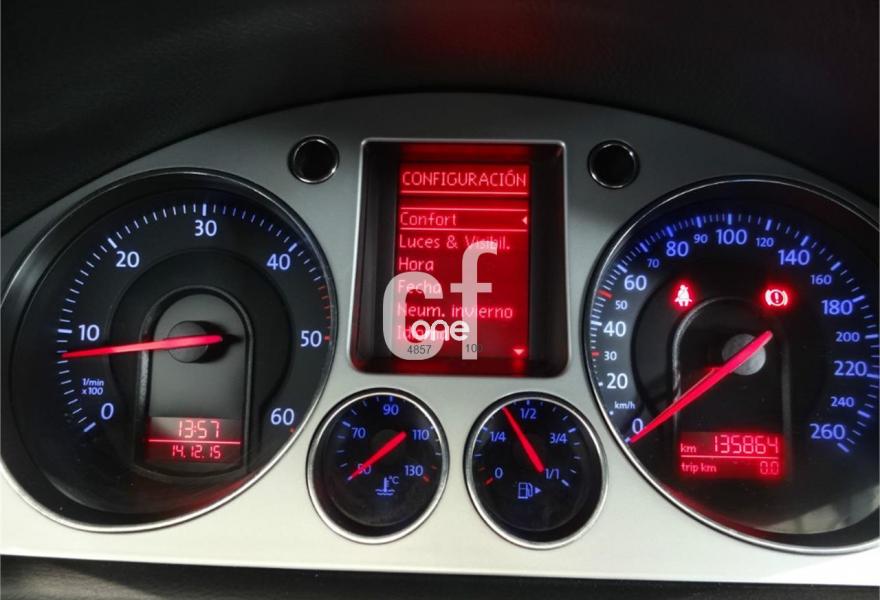 CONFIGURACIÓN
Confort
Luces & Visibil.
Hora
Fecha
Neum. invierno
cf
one
4857 100
0 10 20 30 40 50 60
1/min
x 100
13:57
14.12.15
50 70 90 110 130
°C
0 1/4 1/2 3/4 1/1
0 20 30 40 50 60 70 80 90 100 120 140 160 180 200 220 240 260
km/h
km 135864
trip km 0.0